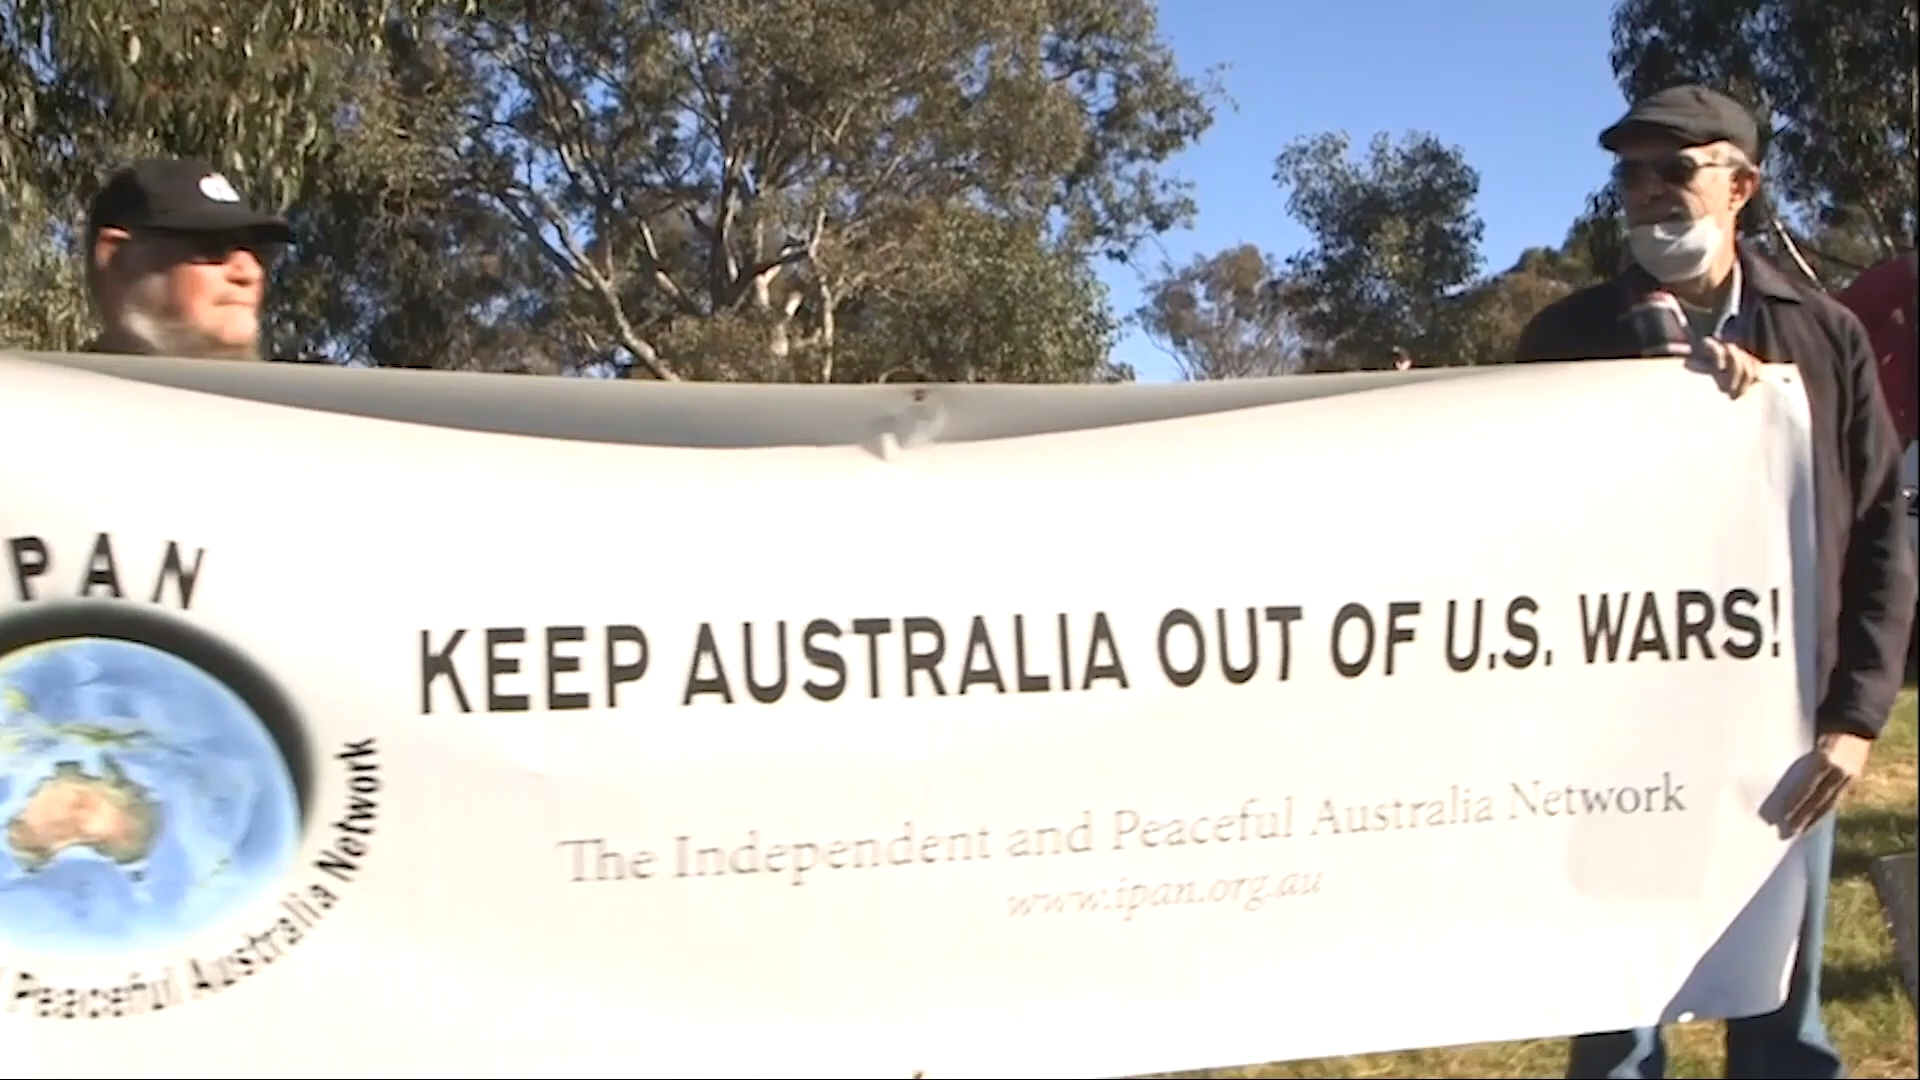 PAN
KEEP AUSTRALIA OUT OF U.S. WARS!
The Independent and Peaceful Australia Network
www.ipan.org.au
Peaceful Australia Network